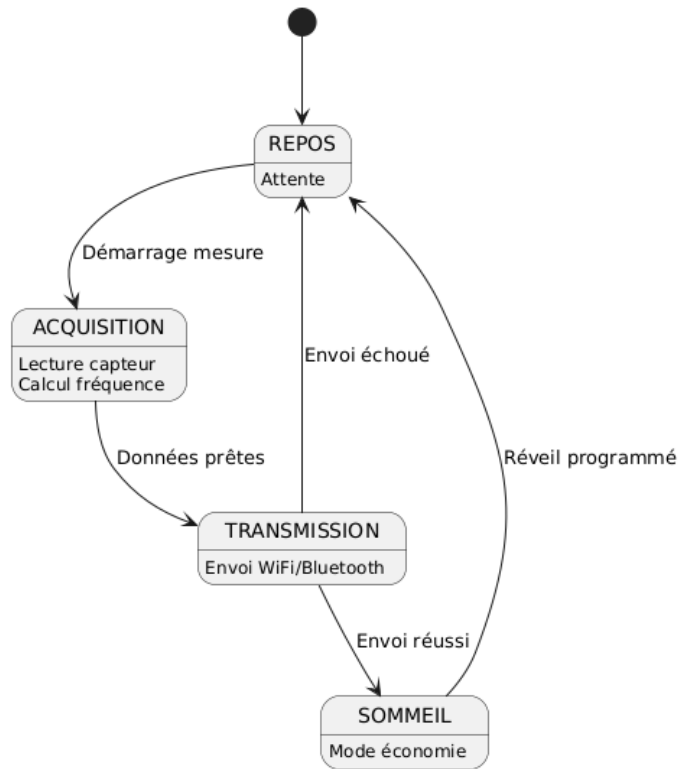 REPOS
Attente
Démarrage mesure
ACQUISITION
Lecture capteur
Calcul fréquence
Envoi échoué
Données prêtes
Réveil programmé
TRANSMISSION
Envoi WiFi/Bluetooth
Envoi réussi
SOMMEIL
Mode économie